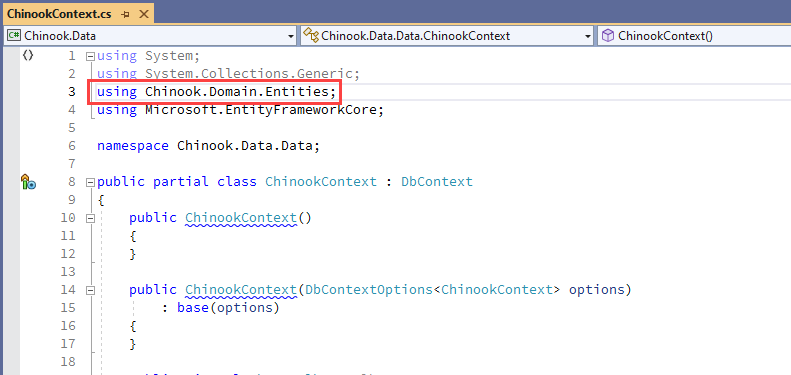 ChinookContext.cs
C# Chinook.Data
Chinook.Data.Data.ChinookContext
ChinookContext()
1 using System;
2 using System.Collections.Generic;
3 using Chinook.Domain.Entities;
4 using Microsoft.EntityFrameworkCore;
5
6 namespace Chinook.Data.Data;
7
8 public partial class ChinookContext : DbContext
9 {
10 public ChinookContext()
11 {
12 }
13
14 public ChinookContext(DbContextOptions<ChinookContext> options)
15 : base(options)
16 {
17 }
18